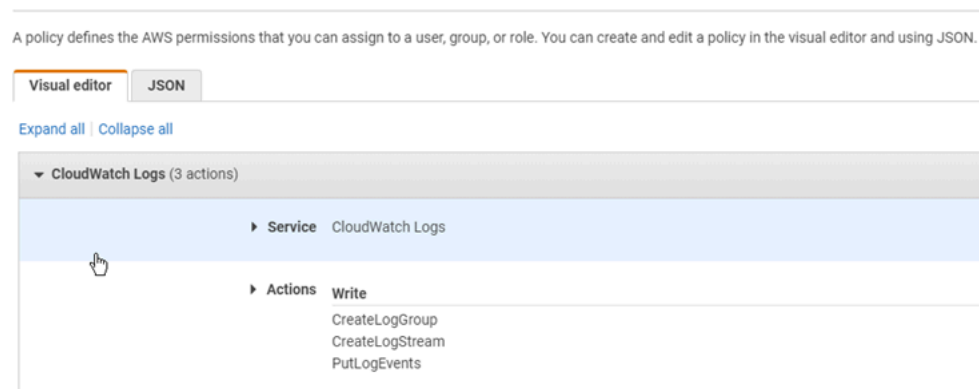 A policy defines the AWS permissions that you can assign to a user, group, or role. You can create and edit a policy in the visual editor and using JSON.
Visual editor JSON
Expand all Collapse all
CloudWatch Logs (3 actions)
Service CloudWatch Logs
Actions Write
CreateLogGroup
CreateLogStream
PutLogEvents